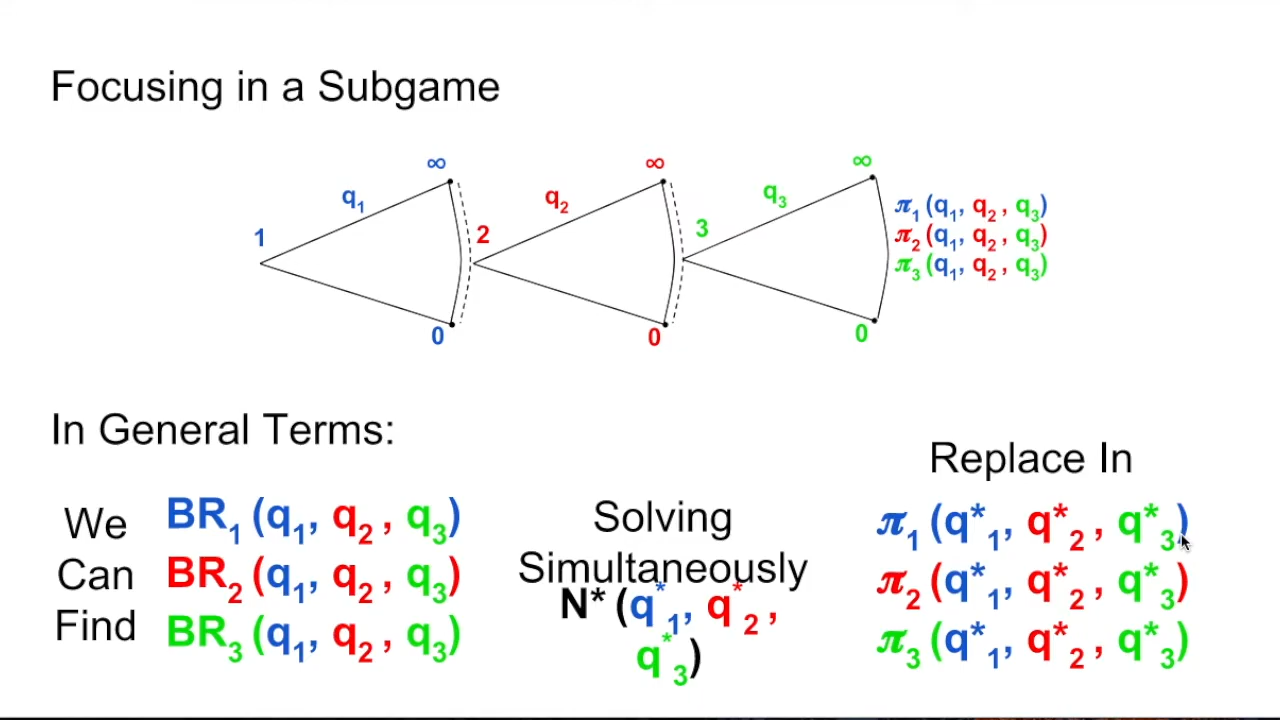 Focusing in a Subgame
∞ ∞ ∞
q1 q2 q3
1 2 3
π1 (q1, q2 , q3)
π2 (q1, q2 , q3)
π3 (q1, q2 , q3)
0 0 0
In General Terms:
We
Can
Find
BR1 (q1, q2 , q3)
BR2 (q1, q2 , q3)
BR3 (q1, q2 , q3)
Solving
Simultaneously
N* (q*1, q*2 ,
q*3)
Replace In
π1 (q*1, q*2 , q*3)
π2 (q*1, q*2 , q*3)
π3 (q*1, q*2 , q*3)